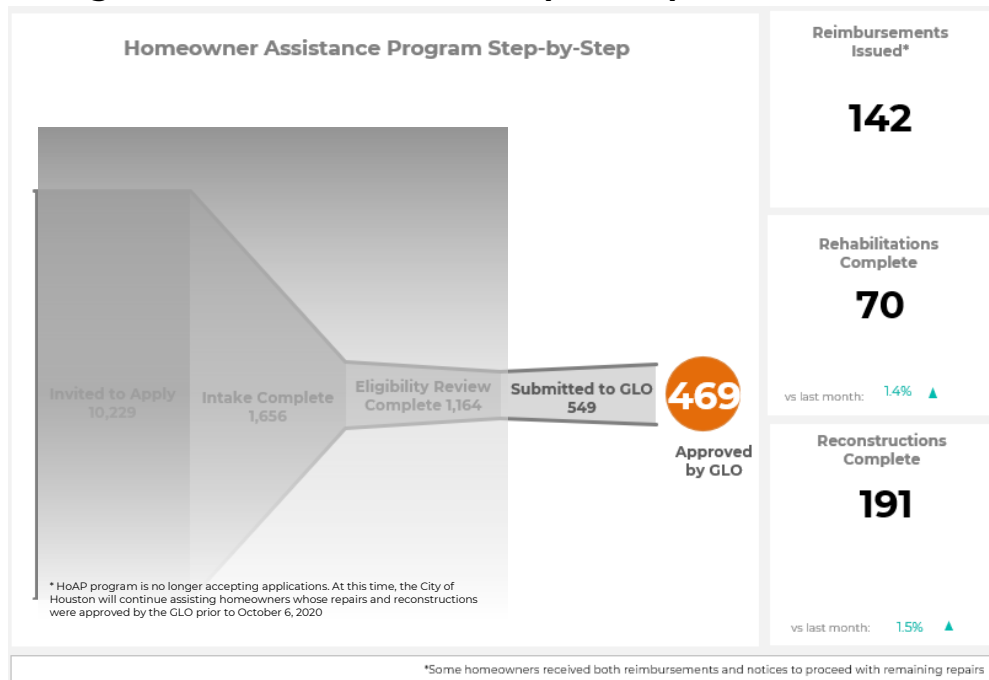 Homeowner Assistance Program Step-by-Step
Invited to Apply
10,229
Intake Complete
1,656
Eligibility Review
Complete 1,164
Submitted to GLO
549
469
Approved
by GLO
* HoAP program is no longer accepting applications. At this time, the City of
Houston will continue assisting homeowners whose repairs and reconstructions
were approved by the GLO prior to October 6, 2020
Reimbursements
Issued*
142
Rehabilitations
Complete
70
vs last month: 1.4% ▲
Reconstructions
Complete
191
vs last month: 1.5% ▲
*Some homeowners received both reimbursements and notices to proceed with remaining repairs